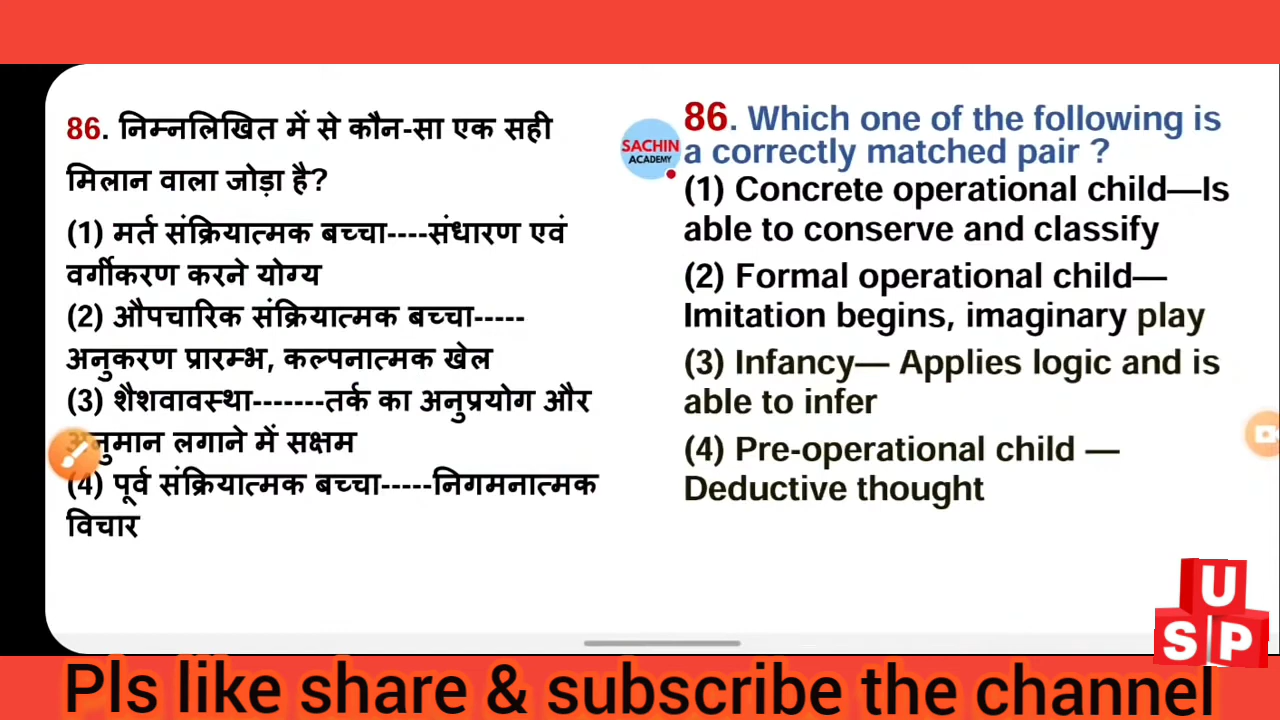 86. निम्नलिखित में से कौन-सा एक सही
मिलान वाला जोड़ा है?
(1) मर्त संक्रियात्मक बच्चा----संधारण एवं
वर्गीकरण करने योग्य
(2) औपचारिक संक्रियात्मक बच्चा-----
अनुकरण प्रारम्भ, कल्पनात्मक खेल
(3) शैशवावस्था-------तर्क का अनुप्रयोग और
अनुमान लगाने में सक्षम
(4) पूर्व संक्रियात्मक बच्चा-----निगमनात्मक
विचार
SACHIN
ACADEMY
86. Which one of the following is
a correctly matched pair ?
(1) Concrete operational child—Is
able to conserve and classify
(2) Formal operational child—
Imitation begins, imaginary play
(3) Infancy— Applies logic and is
able to infer
(4) Pre-operational child —
Deductive thought
U
S P
Pls like share & subscribe the channel